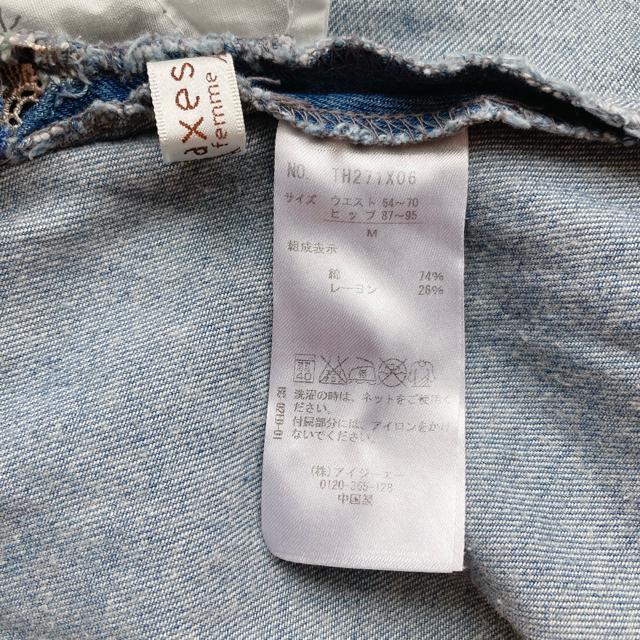 axes
femme
NO. TH271X06
サイズ ウエスト 64〜70
ヒップ 87〜95
M
組成表示
綿 74%
レーヨン 26%
40
洗濯の時は、ネットをご使用く
ださい。
付属部分には、アイロンをかけ
ないでください。
(株)アイジーエー
0120-365-128
中国製